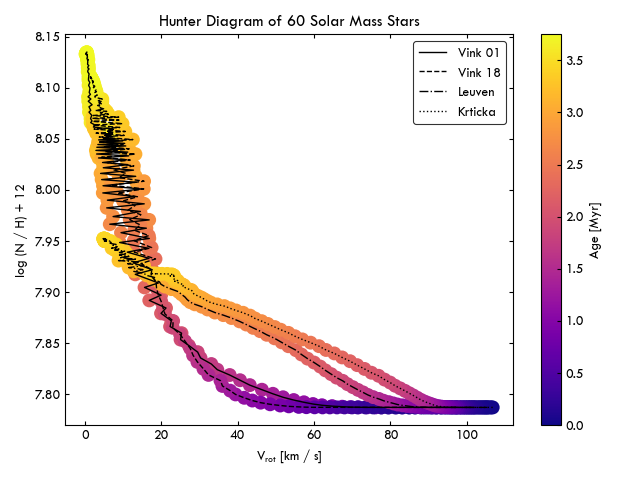 Hunter Diagram of 60 Solar Mass Stars
8.15
8.10
8.05
8.00
7.95
7.90
7.85
7.80
log (N / H) + 12
0
20
40
60
80
100
V_rot [km / s]
Vink 01
Vink 18
Leuven
Krticka
3.5
3.0
2.5
2.0
1.5
1.0
0.5
0.0
Age [Myr]